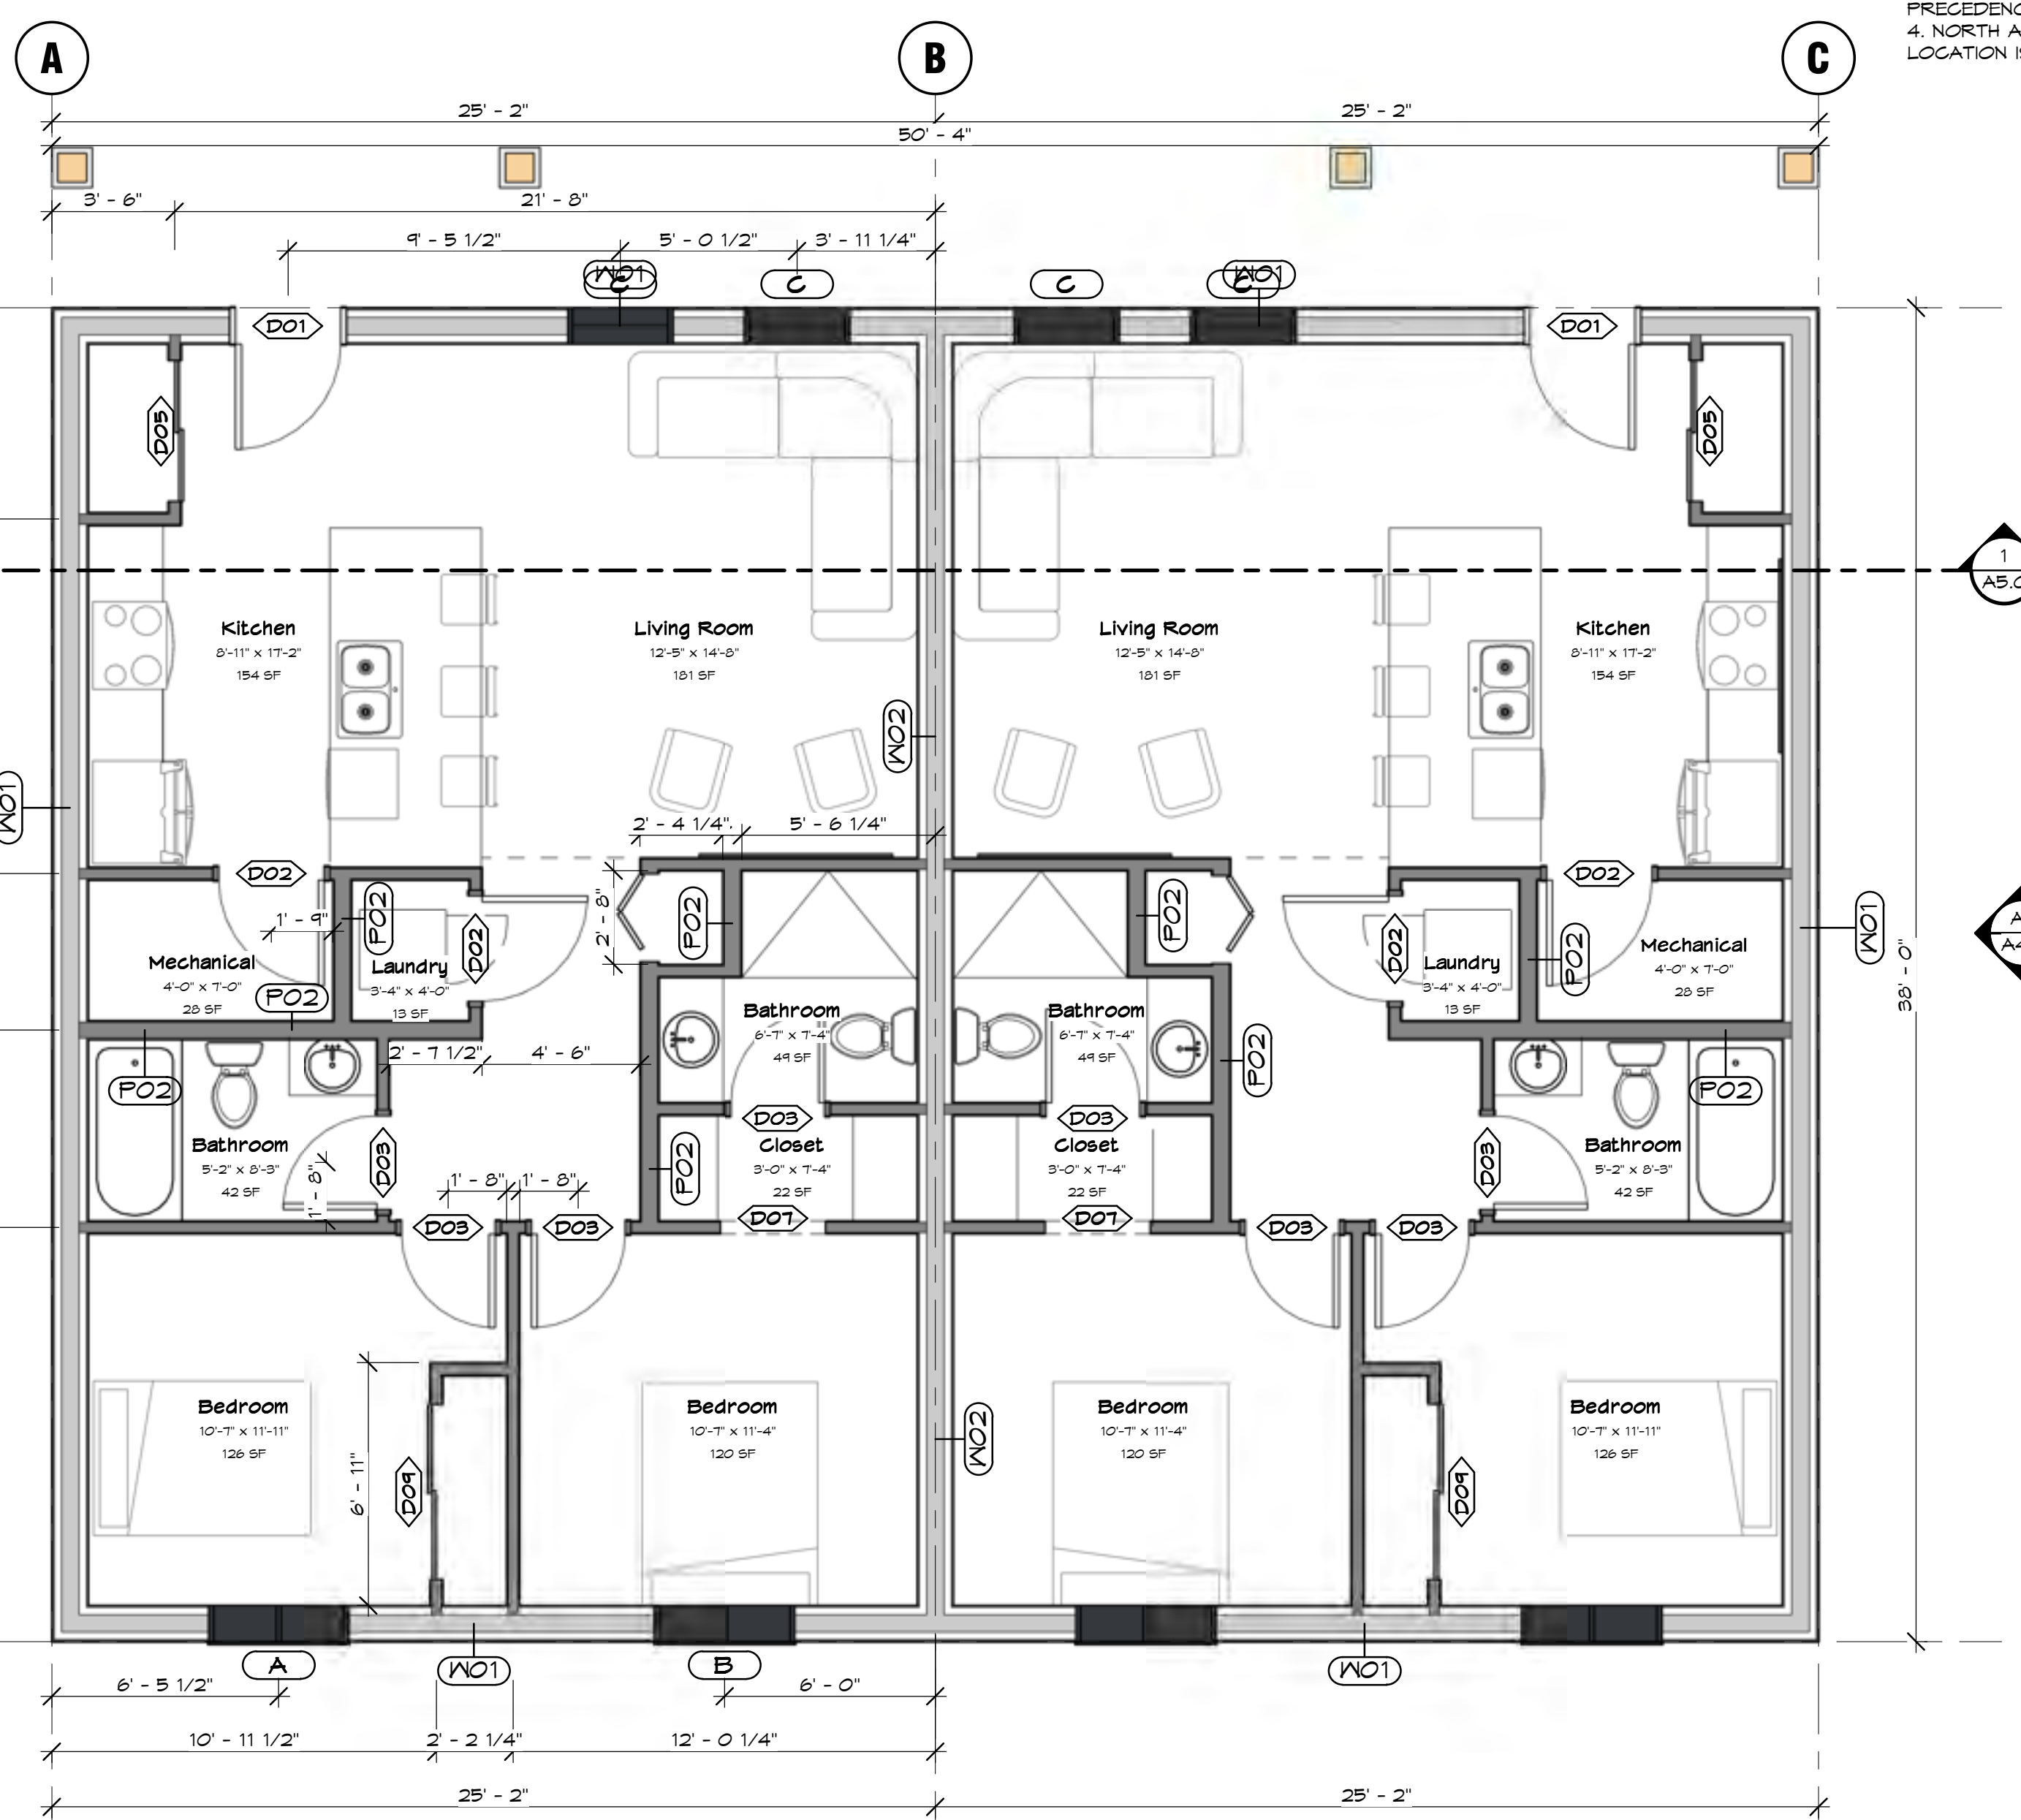 PRECEDENC
4. NORTH A
LOCATION IS
A
B
C
25' - 2"
25' - 2"
50' - 4"
3' - 6"
21' - 8"
9' - 5 1/2"
5' - 0 1/2"
3' - 11 1/4"
W01
C
C
C
C
W01
D01
D01
D05
D05
1
A5.0
Kitchen
8'-11" x 17'-2"
154 SF
Living Room
12'-5" x 14'-8"
181 SF
Living Room
12'-5" x 14'-8"
181 SF
Kitchen
8'-11" x 17'-2"
154 SF
W02
W01
2' - 4 1/4"
5' - 6 1/4"
D02
D02
1' - 9"
P02
D02
2' - 8"
P02
P02
D02
P02
W01
A
A4
38' - 0"
Mechanical
4'-0" x 7'-0"
28 SF
P02
Laundry
3'-4" x 4'-0"
13 SF
Laundry
3'-4" x 4'-0"
13 SF
Mechanical
4'-0" x 7'-0"
28 SF
Bathroom
6'-7" x 7'-4"
49 SF
Bathroom
6'-7" x 7'-4"
49 SF
2' - 7 1/2"
4' - 6"
P02
P02
P02
D03
D03
Bathroom
5'-2" x 8'-3"
42 SF
1' - 8"
D03
1' - 8"
1' - 8"
P02
Closet
3'-0" x 7'-4"
22 SF
Closet
3'-0" x 7'-4"
22 SF
D03
Bathroom
5'-2" x 8'-3"
42 SF
D03
D03
D07
D07
D03
D03
Bedroom
10'-7" x 11'-11"
126 SF
6' - 11"
D09
Bedroom
10'-7" x 11'-4"
120 SF
W02
Bedroom
10'-7" x 11'-4"
120 SF
D09
Bedroom
10'-7" x 11'-11"
126 SF
A
W01
B
W01
6' - 5 1/2"
6' - 0"
10' - 11 1/2"
2' - 2 1/4"
12' - 0 1/4"
25' - 2"
25' - 2"